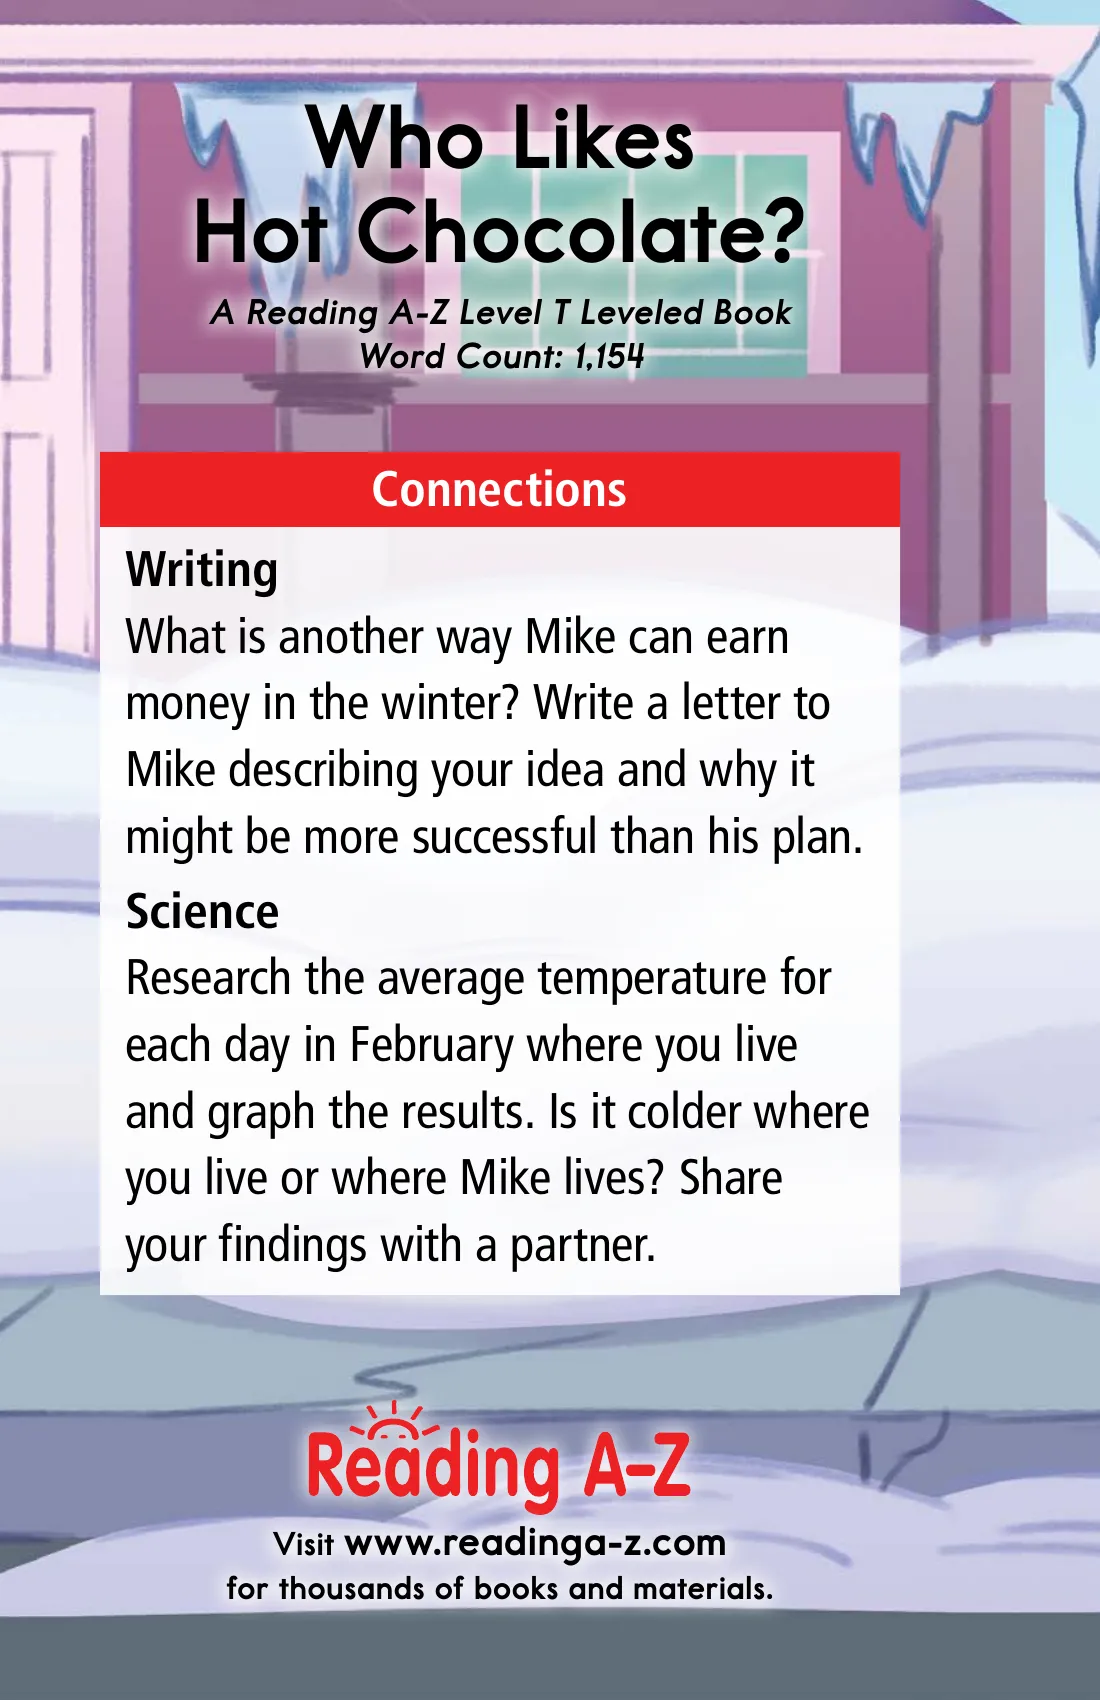 Who Likes
Hot Chocolate?
A Reading A-Z Level T Leveled Book
Word Count: 1,154
Connections
Writing
What is another way Mike can earn
money in the winter? Write a letter to
Mike describing your idea and why it
might be more successful than his plan.
Science
Research the average temperature for
each day in February where you live
and graph the results. Is it colder where
you live or where Mike lives? Share
your findings with a partner.
Reading A-Z
Visit www.readinga-z.com
for thousands of books and materials.